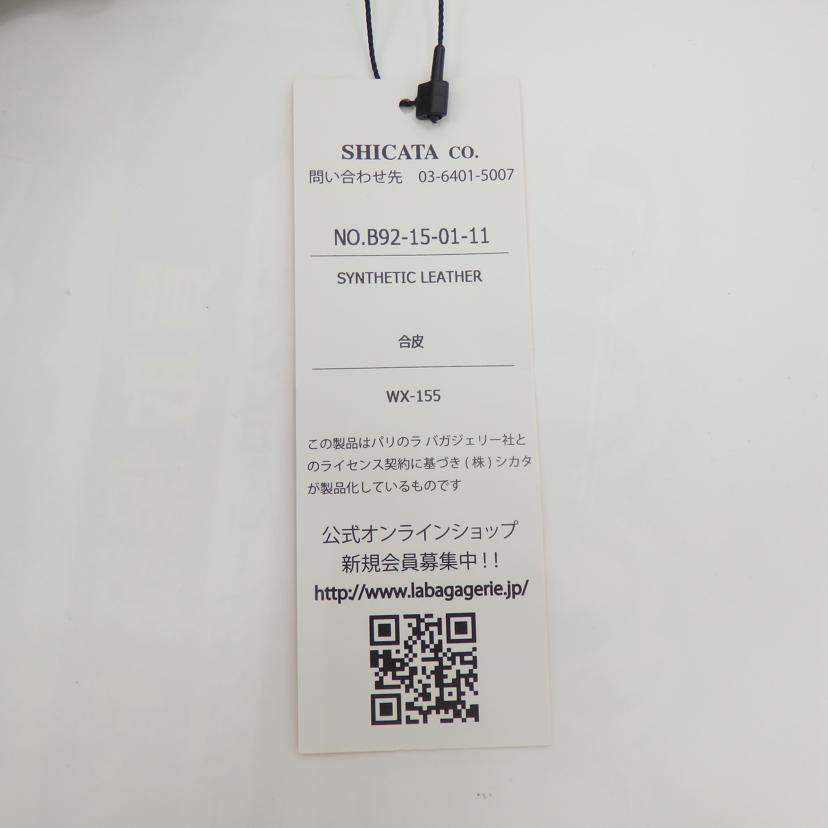 SHICATA CO.
問い合わせ先 03-6401-5007
NO.B92-15-01-11
SYNTHETIC LEATHER
合皮
WX-155
この製品はパリのラ バガジェリー社と
のライセンス契約に基づき(株)シカタ
が製品化しているものです
公式オンラインショップ
新規会員募集中!!
http://www.labagagerie.jp/